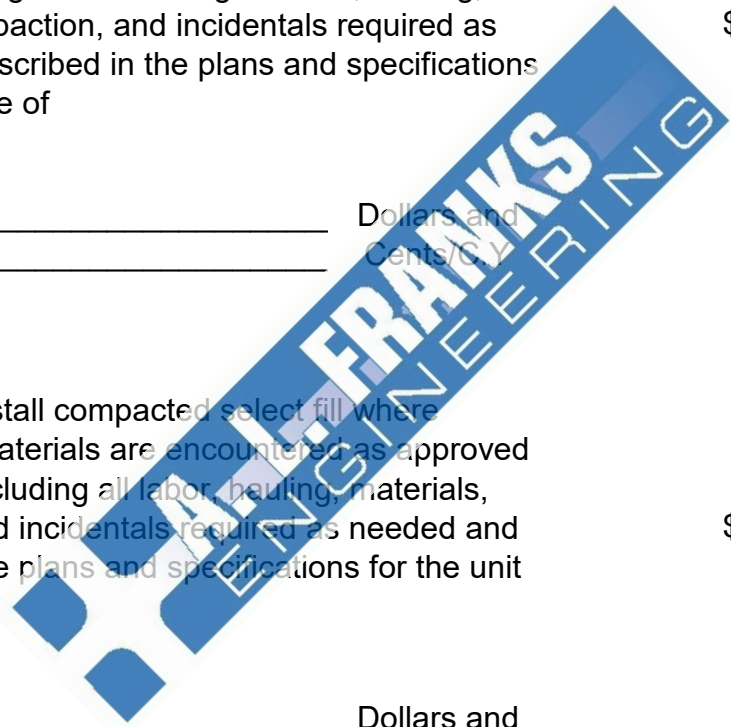 paction, and incidentals required as
scribed in the plans and specifications
e of
$
Dollars and
Cents/C.Y
stall compacted select fill where
aterials are encountered as approved
cluding all labor, hauling, materials,
d incidentals required as needed and
e plans and specifications for the unit
$
Dollars and
A.L. FRANKS
ENGINEERING